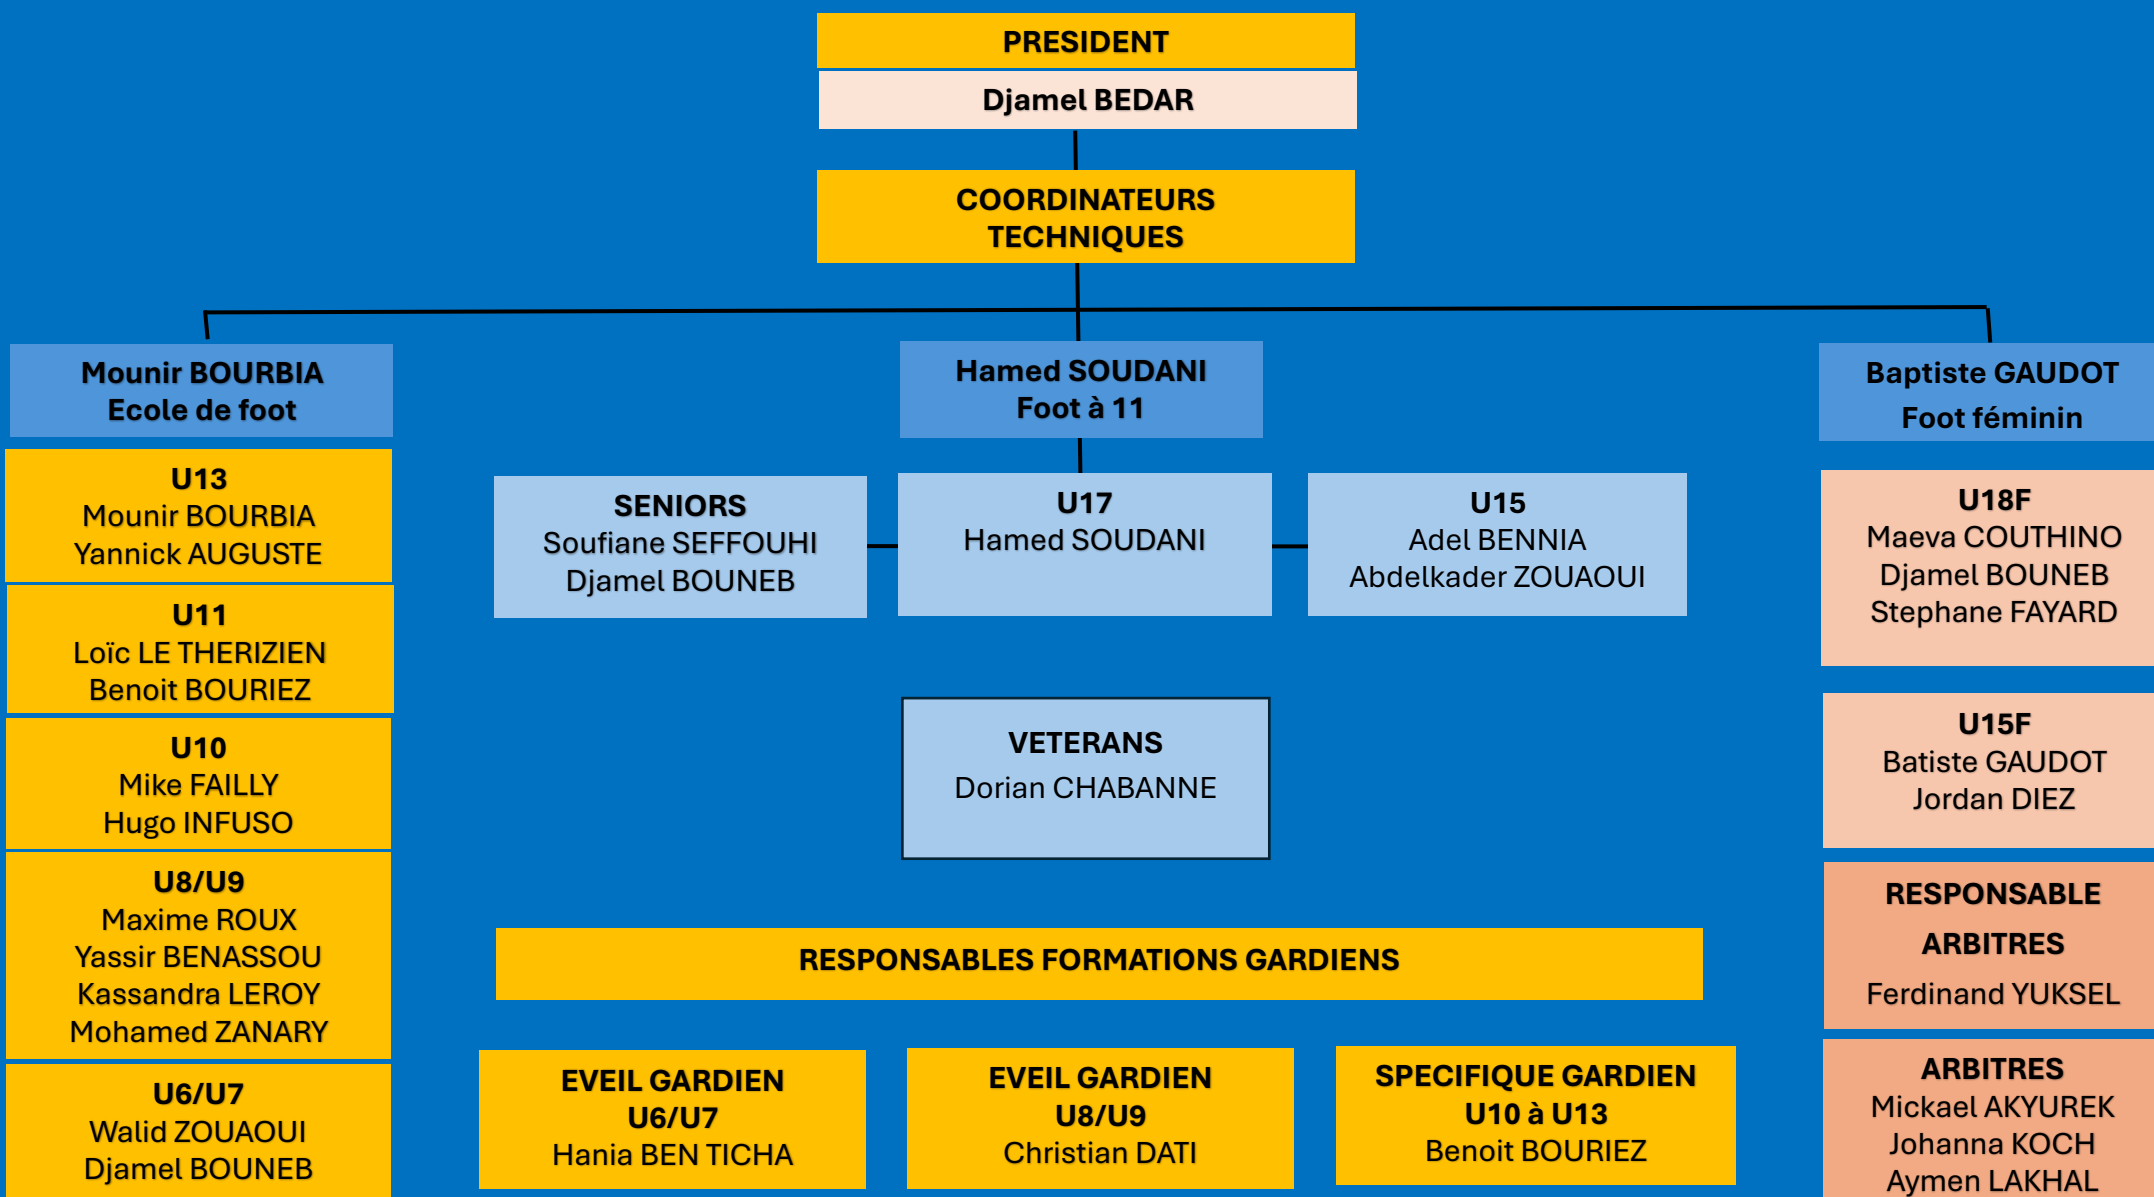 PRESIDENT
Djamel BEDAR
COORDINATEURS
TECHNIQUES
Mounir BOURBIA
Ecole de foot
Hamed SOUDANI
Foot à 11
Baptiste GAUDOT
Foot féminin
U13
Mounir BOURBIA
Yannick AUGUSTE
U11
Loïc LE THERIZIEN
Benoit BOURIEZ
U10
Mike FAILLY
Hugo INFUSO
U8/U9
Maxime ROUX
Yassir BENASSOU
Kassandra LEROY
Mohamed ZANARY
U6/U7
Walid ZOUAOUI
Djamel BOUNEB
SENIORS
Soufiane SEFFOUHI
Djamel BOUNEB
U17
Hamed SOUDANI
U15
Adel BENNIA
Abdelkader ZOUAOUI
VETERANS
Dorian CHABANNE
RESPONSABLES FORMATIONS GARDIENS
EVEIL GARDIEN
U6/U7
Hania BEN TICHA
EVEIL GARDIEN
U8/U9
Christian DATI
SPECIFIQUE GARDIEN
U10 à U13
Benoit BOURIEZ
U18F
Maeva COUTHINO
Djamel BOUNEB
Stephane FAYARD
U15F
Batiste GAUDOT
Jordan DIEZ
RESPONSABLE
ARBITRES
Ferdinand YUKSEL
ARBITRES
Mickael AKYUREK
Johanna KOCH
Aymen LAKHAL